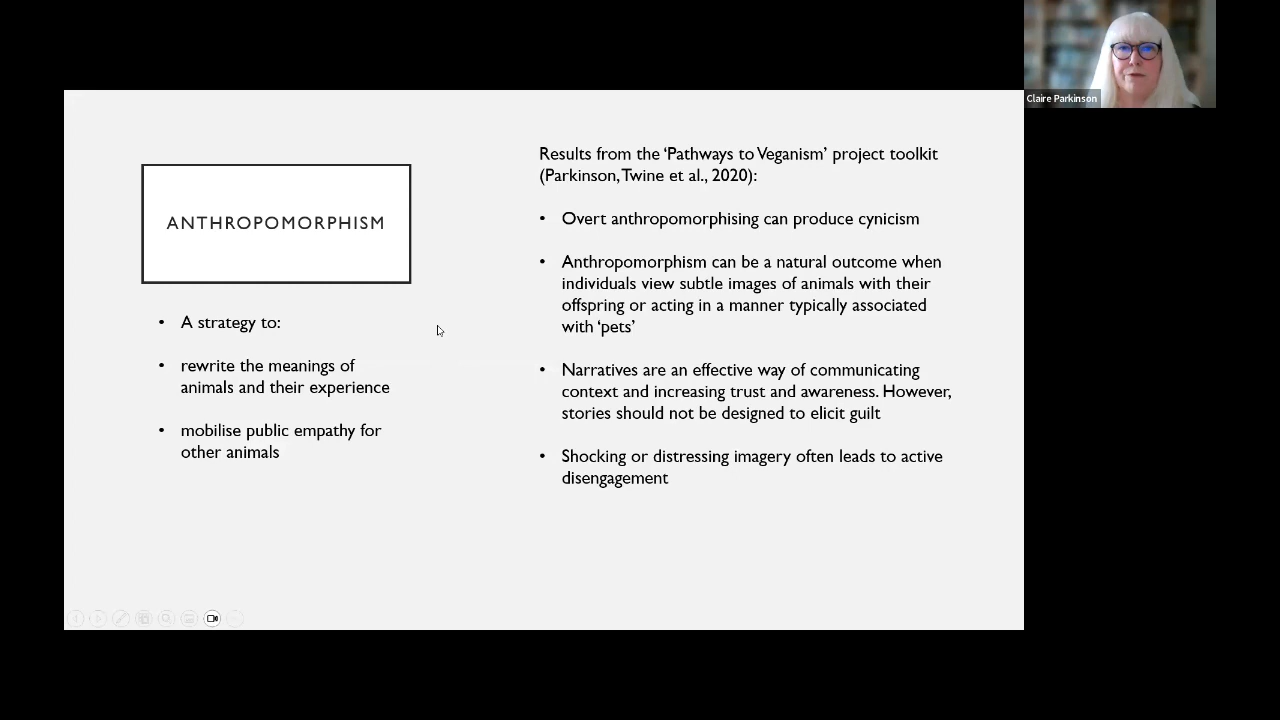 Claire Parkinson
ANTHROPOMORPHISM
• A strategy to:
• rewrite the meanings of
animals and their experience
• mobilise public empathy for
other animals
Results from the ‘Pathways to Veganism’ project toolkit
(Parkinson, Twine et al., 2020):
• Overt anthropomorphising can produce cynicism
• Anthropomorphism can be a natural outcome when
individuals view subtle images of animals with their
offspring or acting in a manner typically associated
with ‘pets’
• Narratives are an effective way of communicating
context and increasing trust and awareness. However,
stories should not be designed to elicit guilt
• Shocking or distressing imagery often leads to active
disengagement